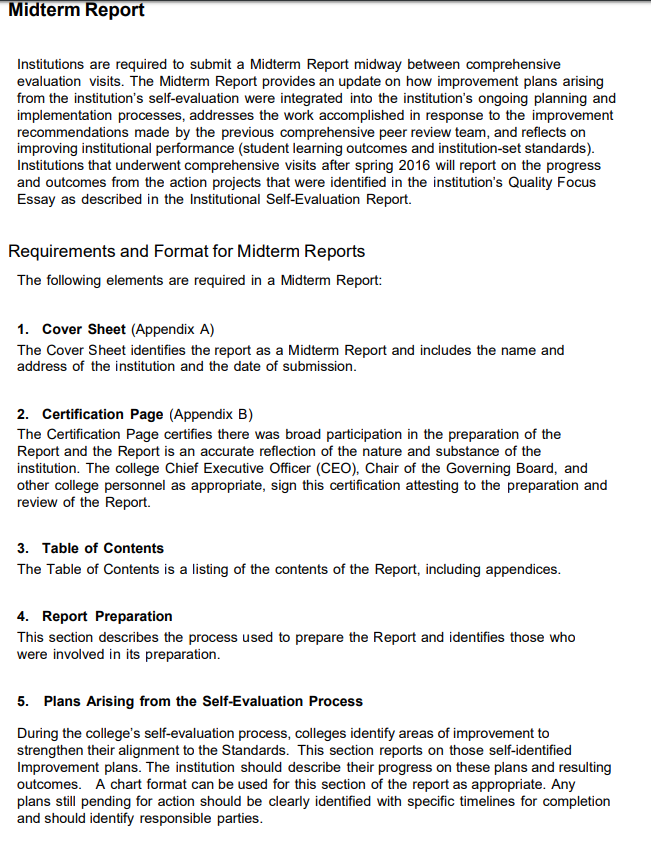 Midterm Report
Institutions are required to submit a Midterm Report midway between comprehensive
evaluation visits. The Midterm Report provides an update on how improvement plans arising
from the institution's self-evaluation were integrated into the institution's ongoing planning and
implementation processes, addresses the work accomplished in response to the improvement
recommendations made by the previous comprehensive peer review team, and reflects on
improving institutional performance (student learning outcomes and institution-set standards).
Institutions that underwent comprehensive visits after spring 2016 will report on the progress
and outcomes from the action projects that were identified in the institution's Quality Focus
Essay as described in the Institutional Self-Evaluation Report.
Requirements and Format for Midterm Reports
The following elements are required in a Midterm Report:
1. Cover Sheet (Appendix A)
The Cover Sheet identifies the report as a Midterm Report and includes the name and
address of the institution and the date of submission.
2. Certification Page (Appendix B)
The Certification Page certifies there was broad participation in the preparation of the
Report and the Report is an accurate reflection of the nature and substance of the
institution. The college Chief Executive Officer (CEO), Chair of the Governing Board, and
other college personnel as appropriate, sign this certification attesting to the preparation and
review of the Report.
3. Table of Contents
The Table of Contents is a listing of the contents of the Report, including appendices.
4. Report Preparation
This section describes the process used to prepare the Report and identifies those who
were involved in its preparation.
5. Plans Arising from the Self-Evaluation Process
During the college's self-evaluation process, colleges identify areas of improvement to
strengthen their alignment to the Standards. This section reports on those self-identified
Improvement plans. The institution should describe their progress on these plans and resulting
outcomes. A chart format can be used for this section of the report as appropriate. Any
plans still pending for action should be clearly identified with specific timelines for completion
and should identify responsible parties.